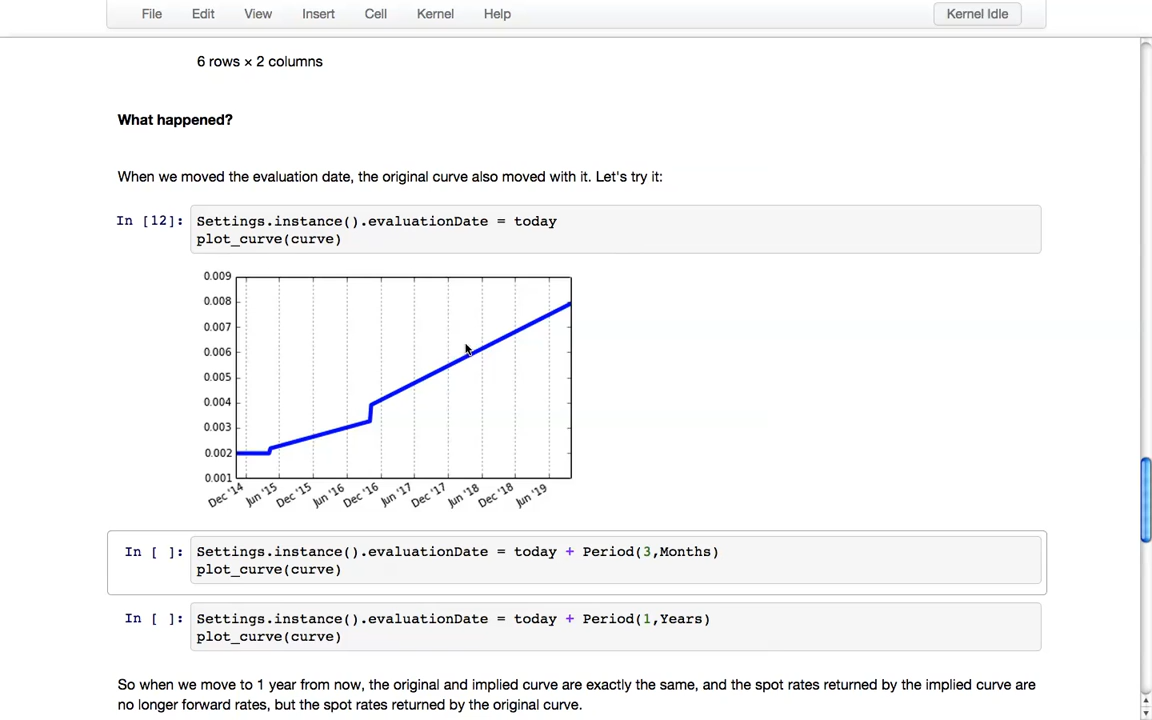 File Edit View Insert Cell Kernel Help Kernel Idle
6 rows × 2 columns
What happened?
When we moved the evaluation date, the original curve also moved with it. Let's try it:
In [12]: Settings.instance().evaluationDate = today
plot_curve(curve)
0.009
0.008
0.007
0.006
0.005
0.004
0.003
0.002
0.001
Dec '14 Jun '15 Dec '15 Jun '16 Dec '16 Jun '17 Dec '17 Jun '18 Dec '18 Jun '19
In [ ]: Settings.instance().evaluationDate = today + Period(3,Months)
plot_curve(curve)
In [ ]: Settings.instance().evaluationDate = today + Period(1,Years)
plot_curve(curve)
So when we move to 1 year from now, the original and implied curve are exactly the same, and the spot rates returned by the implied curve are
no longer forward rates, but the spot rates returned by the original curve.